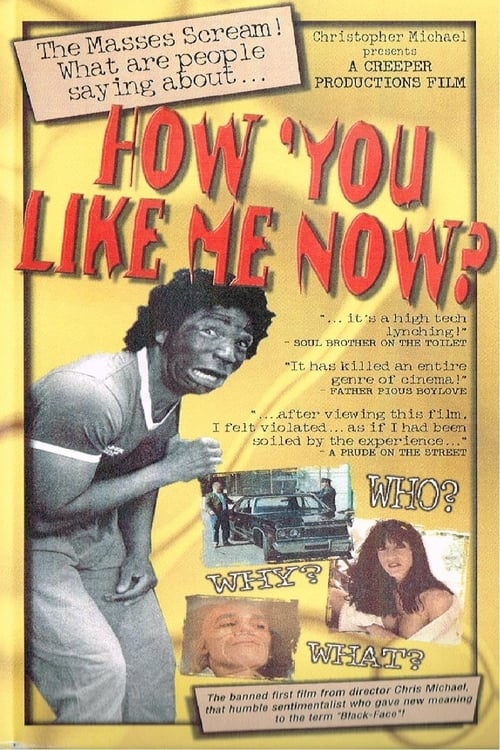 The Masses Scream!
What are people
saying about...
Christopher Michael
presents
A CREEPER
PRODUCTIONS FILM
HOW 'YOU
LIKE ME NOW?
"... it's a high tech
lynching!"
- SOUL BROTHER ON THE TOILET
"It has killed an entire
genre of cinema!"
- FATHER PIOUS BOYLOVE
"...after viewing this film,
I felt violated...as if I had been
soiled by the experience..."
- A PRUDE ON THE STREET
WHO?
WHY?
WHAT?
The banned first film from director Chris Michael,
that humble sentimentalist who gave new meaning
to the term "Black-Face"!